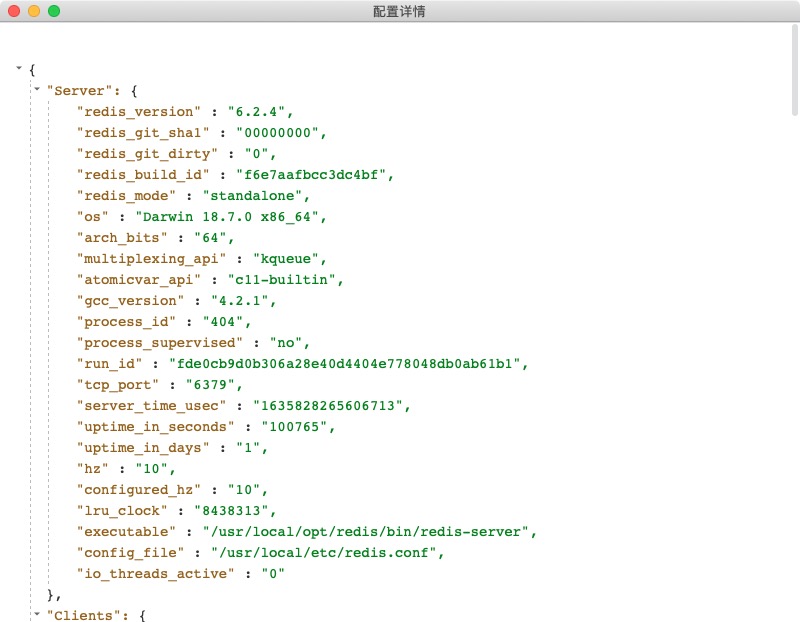 配置详情
{
"Server": {
"redis_version" : "6.2.4",
"redis_git_sha1" : "00000000",
"redis_git_dirty" : "0",
"redis_build_id" : "f6e7aafbcc3dc4bf",
"redis_mode" : "standalone",
"os" : "Darwin 18.7.0 x86_64",
"arch_bits" : "64",
"multiplexing_api" : "kqueue",
"atomicvar_api" : "c11-builtin",
"gcc_version" : "4.2.1",
"process_id" : "404",
"process_supervised" : "no",
"run_id" : "fde0cb9d0b306a28e40d4404e778048db0ab61b1",
"tcp_port" : "6379",
"server_time_usec" : "1635828265606713",
"uptime_in_seconds" : "100765",
"uptime_in_days" : "1",
"hz" : "10",
"configured_hz" : "10",
"lru_clock" : "8438313",
"executable" : "/usr/local/opt/redis/bin/redis-server",
"config_file" : "/usr/local/etc/redis.conf",
"io_threads_active" : "0"
},
"Clients": {